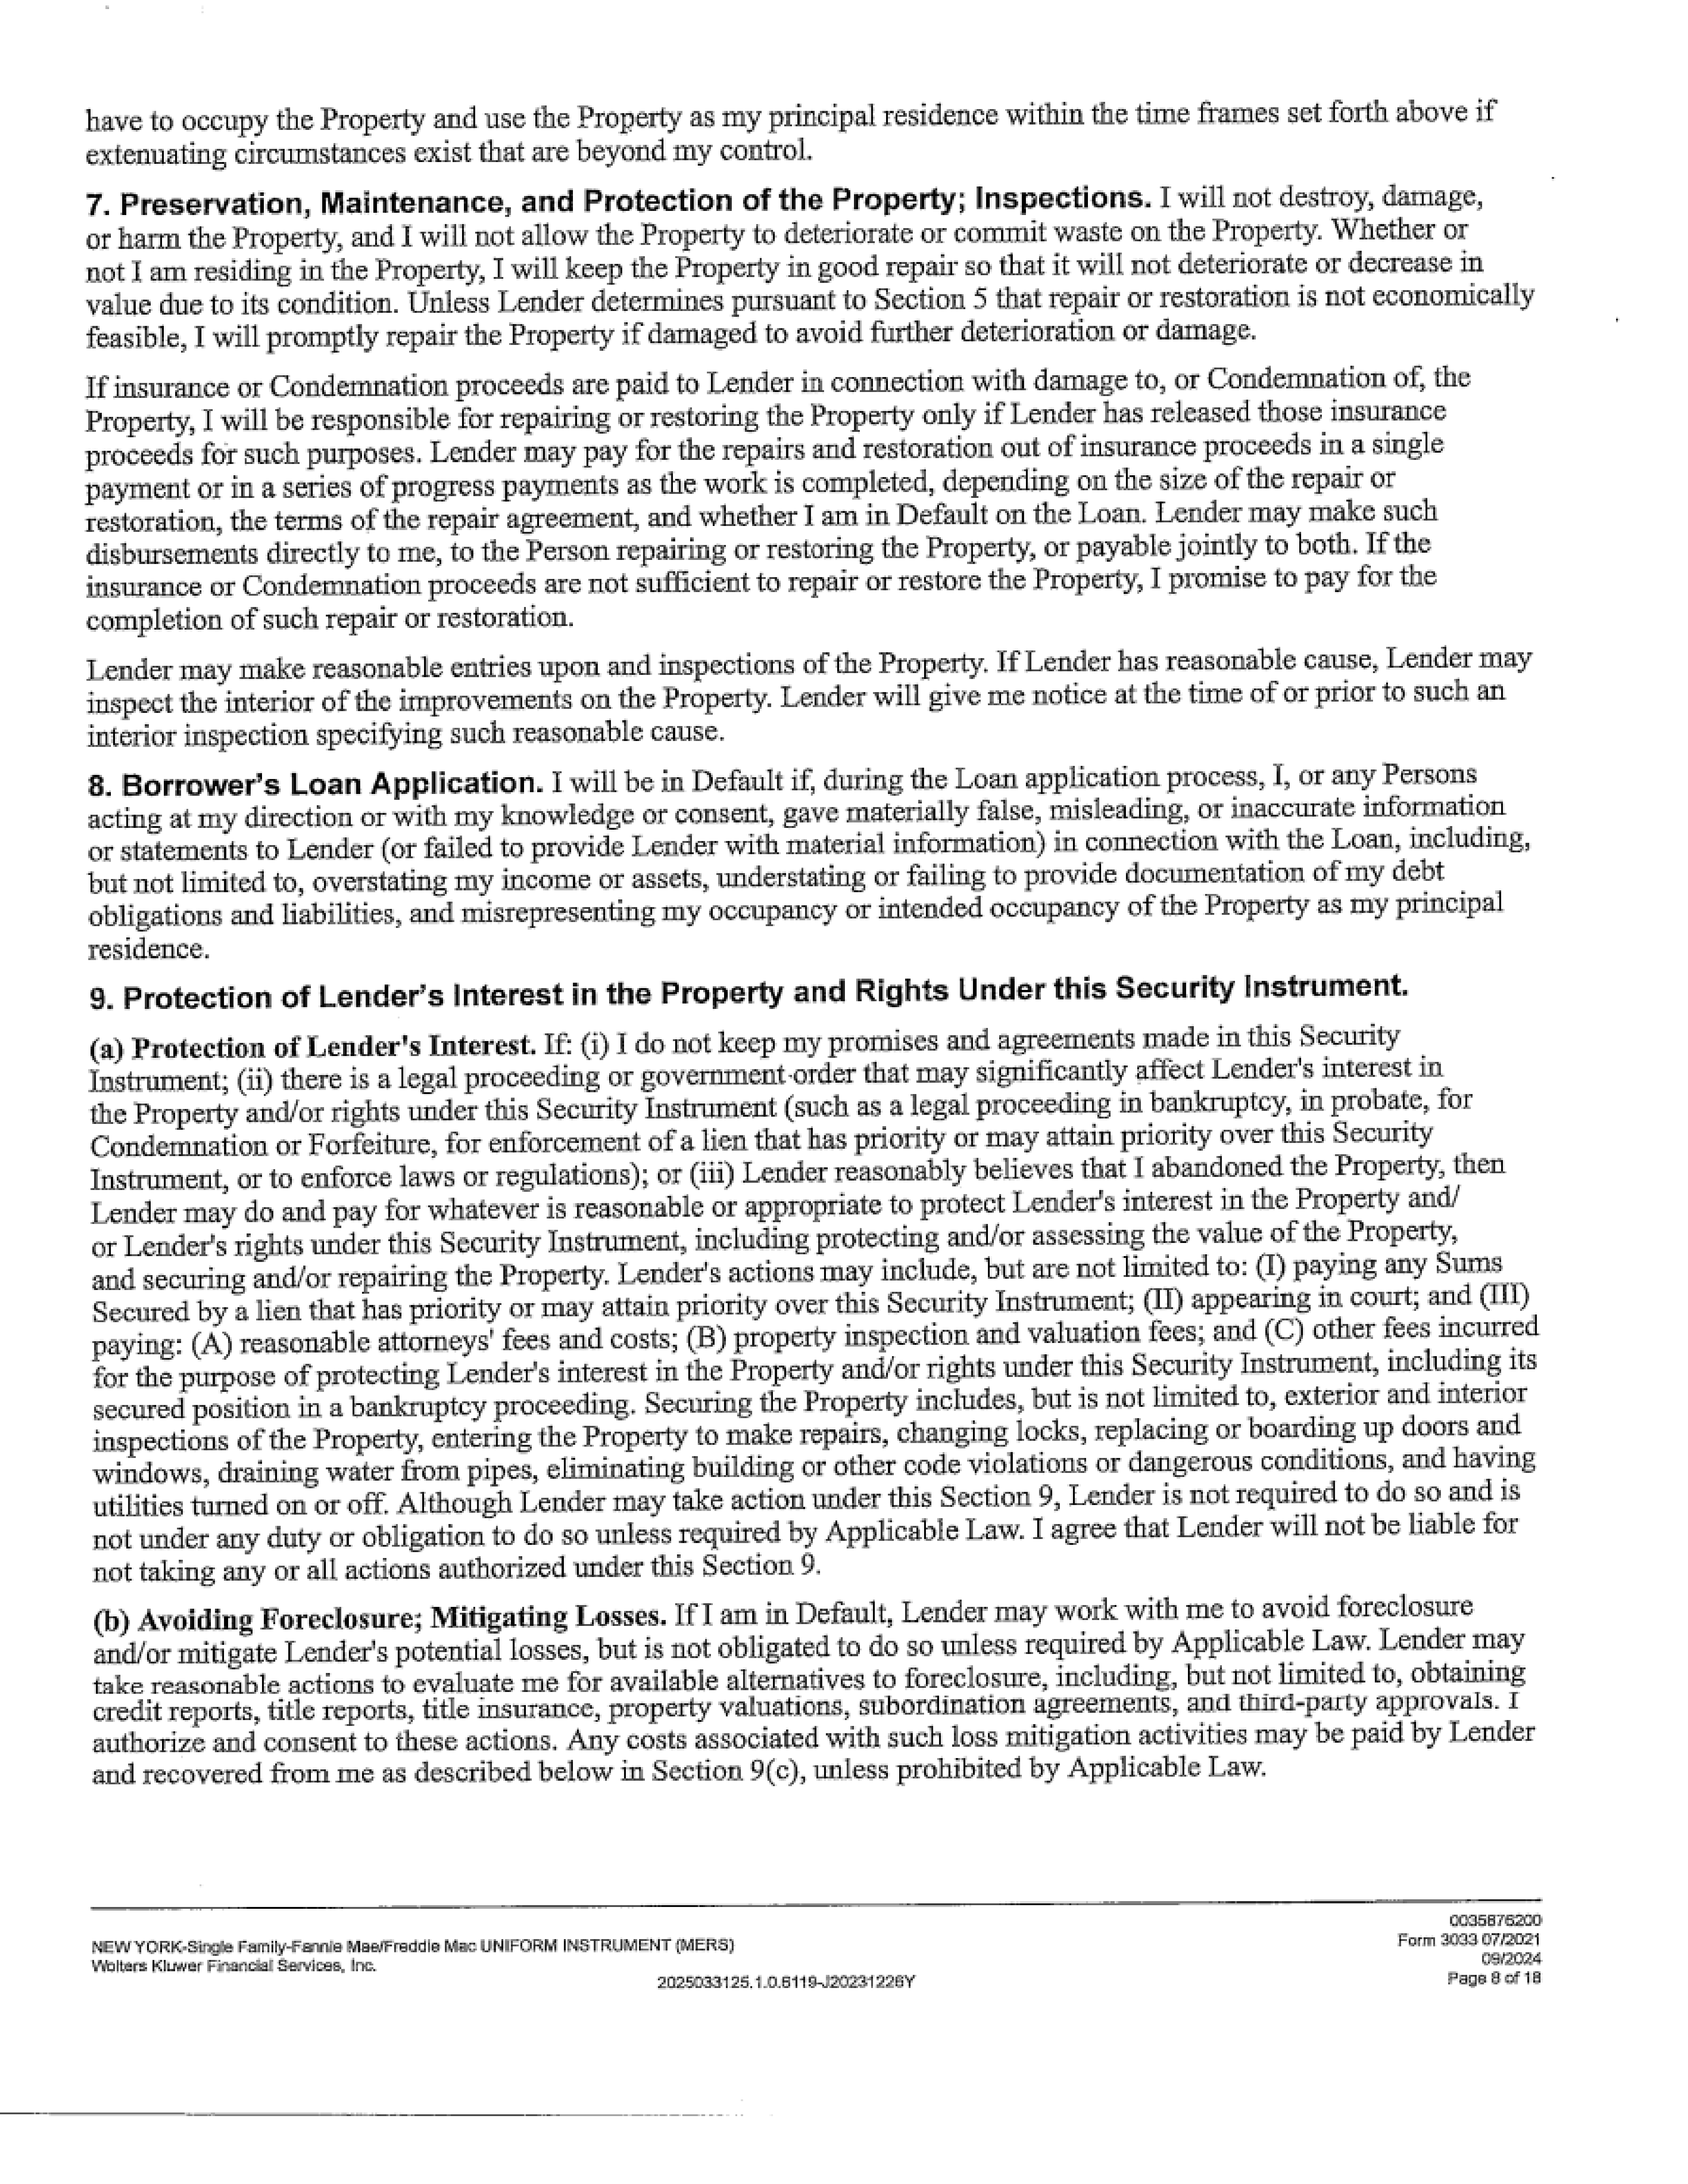 have to occupy the Property and use the Property as my principal residence within the time frames set forth above if
extenuating circumstances exist that are beyond my control.
7. Preservation, Maintenance, and Protection of the Property; Inspections. I will not destroy, damage,
or harm the Property, and I will not allow the Property to deteriorate or commit waste on the Property. Whether or
not I am residing in the Property, I will keep the Property in good repair so that it will not deteriorate or decrease in
value due to its condition. Unless Lender determines pursuant to Section 5 that repair or restoration is not economically
feasible, I will promptly repair the Property if damaged to avoid further deterioration or damage.
If insurance or Condemnation proceeds are paid to Lender in connection with damage to, or Condemnation of, the
Property, I will be responsible for repairing or restoring the Property only if Lender has released those insurance
proceeds for such purposes. Lender may pay for the repairs and restoration out of insurance proceeds in a single
payment or in a series of progress payments as the work is completed, depending on the size of the repair or
restoration, the terms of the repair agreement, and whether I am in Default on the Loan. Lender may make such
disbursements directly to me, to the Person repairing or restoring the Property, or payable jointly to both. If the
insurance or Condemnation proceeds are not sufficient to repair or restore the Property, I promise to pay for the
completion of such repair or restoration.
Lender may make reasonable entries upon and inspections of the Property. If Lender has reasonable cause, Lender may
inspect the interior of the improvements on the Property. Lender will give me notice at the time of or prior to such an
interior inspection specifying such reasonable cause.
8. Borrower's Loan Application. I will be in Default if, during the Loan application process, I, or any Persons
acting at my direction or with my knowledge or consent, gave materially false, misleading, or inaccurate information
or statements to Lender (or failed to provide Lender with material information) in connection with the Loan, including,
but not limited to, overstating my income or assets, understating or failing to provide documentation of my debt
obligations and liabilities, and misrepresenting my occupancy or intended occupancy of the Property as my principal
residence.
9. Protection of Lender's Interest in the Property and Rights Under this Security Instrument.
(a) Protection of Lender's Interest. If: (i) I do not keep my promises and agreements made in this Security
Instrument; (ii) there is a legal proceeding or government order that may significantly affect Lender's interest in
the Property and/or rights under this Security Instrument (such as a legal proceeding in bankruptcy, in probate, for
Condemnation or Forfeiture, for enforcement of a lien that has priority or may attain priority over this Security
Instrument, or to enforce laws or regulations); or (iii) Lender reasonably believes that I abandoned the Property, then
Lender may do and pay for whatever is reasonable or appropriate to protect Lender's interest in the Property and/
or Lender's rights under this Security Instrument, including protecting and/or assessing the value of the Property,
and securing and/or repairing the Property. Lender's actions may include, but are not limited to: (I) paying any Sums
Secured by a lien that has priority or may attain priority over this Security Instrument; (II) appearing in court; and (III)
paying: (A) reasonable attorneys' fees and costs; (B) property inspection and valuation fees; and (C) other fees incurred
for the purpose of protecting Lender's interest in the Property and/or rights under this Security Instrument, including its
secured position in a bankruptcy proceeding. Securing the Property includes, but is not limited to, exterior and interior
inspections of the Property, entering the Property to make repairs, changing locks, replacing or boarding up doors and
windows, draining water from pipes, eliminating building or other code violations or dangerous conditions, and having
utilities turned on or off. Although Lender may take action under this Section 9, Lender is not required to do so and is
not under any duty or obligation to do so unless required by Applicable Law. I agree that Lender will not be liable for
not taking any or all actions authorized under this Section 9.
(b) Avoiding Foreclosure; Mitigating Losses. If I am in Default, Lender may work with me to avoid foreclosure
and/or mitigate Lender's potential losses, but is not obligated to do so unless required by Applicable Law. Lender may
take reasonable actions to evaluate me for available alternatives to foreclosure, including, but not limited to, obtaining
credit reports, title reports, title insurance, property valuations, subordination agreements, and third-party approvals. I
authorize and consent to these actions. Any costs associated with such loss mitigation activities may be paid by Lender
and recovered from me as described below in Section 9(c), unless prohibited by Applicable Law.
0035876200
NEW YORK-Single Family-Fannie Mae/Freddie Mac UNIFORM INSTRUMENT (MERS)
Form 3033 07/2021
Wolters Kluwer Financial Services, Inc.
09/2024
2025033125.1.0.6119-J20231226Y
Page 8 of 18